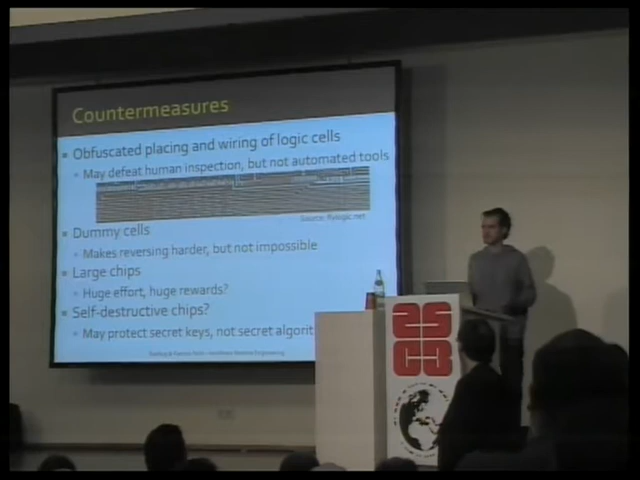 Countermeasures
Obfuscated placing and wiring of logic cells
May defeat human inspection, but not automated tools
Source: flylogic.net
Dummy cells
Makes reversing harder, but not impossible
Large chips
Huge effort, huge rewards?
Self-destructive chips?
May protect secret keys, not secret algorit
25
C3